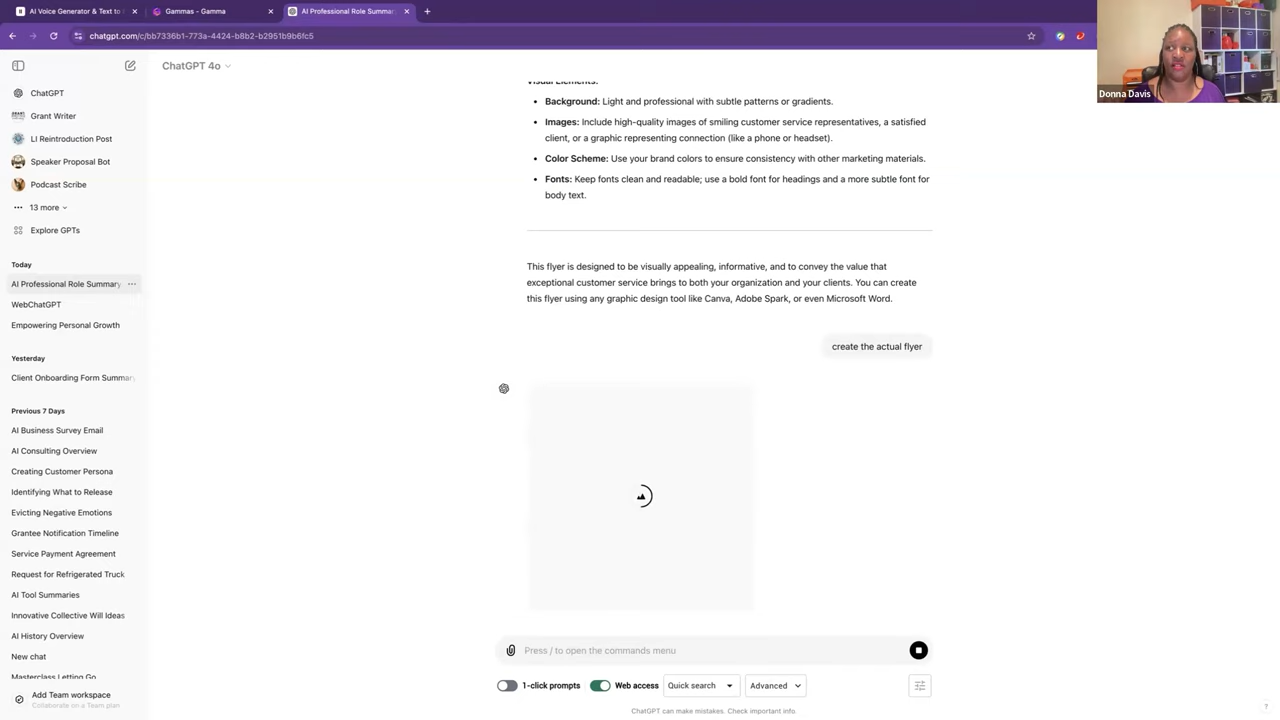 AI Voice Generator & Text to
Gammas - Gamma
AI Professional Role Summar
chatgpt.com/c/bb7336b1-773a-4424-b8b2-b2951b9b6fc5
Donna Davis
ChatGPT 4o
ChatGPT
Grant Writer
LI Reintroduction Post
Speaker Proposal Bot
Podcast Scribe
13 more
Explore GPTs
Today
AI Professional Role Summary
WebChatGPT
Empowering Personal Growth
Yesterday
Client Onboarding Form Summary
Previous 7 Days
AI Business Survey Email
AI Consulting Overview
Creating Customer Persona
Identifying What to Release
Evicting Negative Emotions
Grantee Notification Timeline
Service Payment Agreement
Request for Refrigerated Truck
AI Tool Summaries
Innovative Collective Will Ideas
AI History Overview
New chat
Masterclass Letting Go
Add Team workspace
Collaborate on a Team plan
Visual Elements:
• Background: Light and professional with subtle patterns or gradients.
• Images: Include high-quality images of smiling customer service representatives, a satisfied
client, or a graphic representing connection (like a phone or headset).
• Color Scheme: Use your brand colors to ensure consistency with other marketing materials.
• Fonts: Keep fonts clean and readable; use a bold font for headings and a more subtle font for
body text.
This flyer is designed to be visually appealing, informative, and to convey the value that
exceptional customer service brings to both your organization and your clients. You can create
this flyer using any graphic design tool like Canva, Adobe Spark, or even Microsoft Word.
create the actual flyer
Press / to open the commands menu
1-click prompts Web access Quick search Advanced
ChatGPT can make mistakes. Check important info.
?